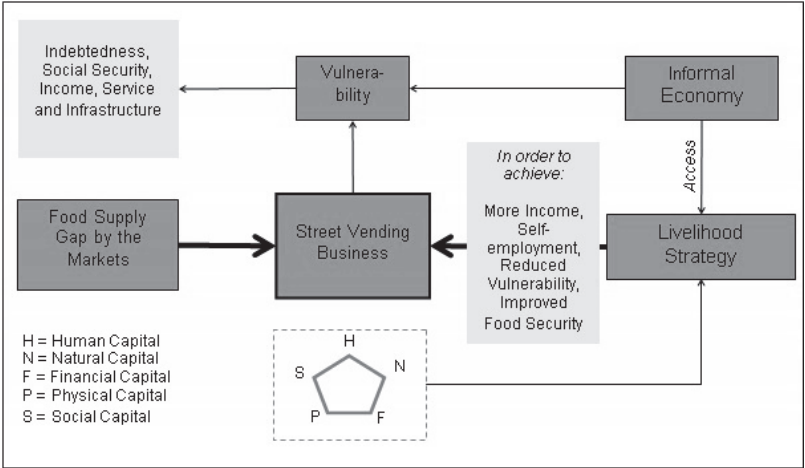 Indebtedness,
Social Security,
Income, Service
and Infrastructure
Vulnera-
bility
Informal
Economy
Access
In order to
achieve:
More Income,
Self-
employment,
Reduced
Vulnerability,
Improved
Food Security
Food Supply
Gap by the
Markets
Street Vending
Business
Livelihood
Strategy
H = Human Capital
N = Natural Capital
F = Financial Capital
P = Physical Capital
S = Social Capital
H
S
N
P
F